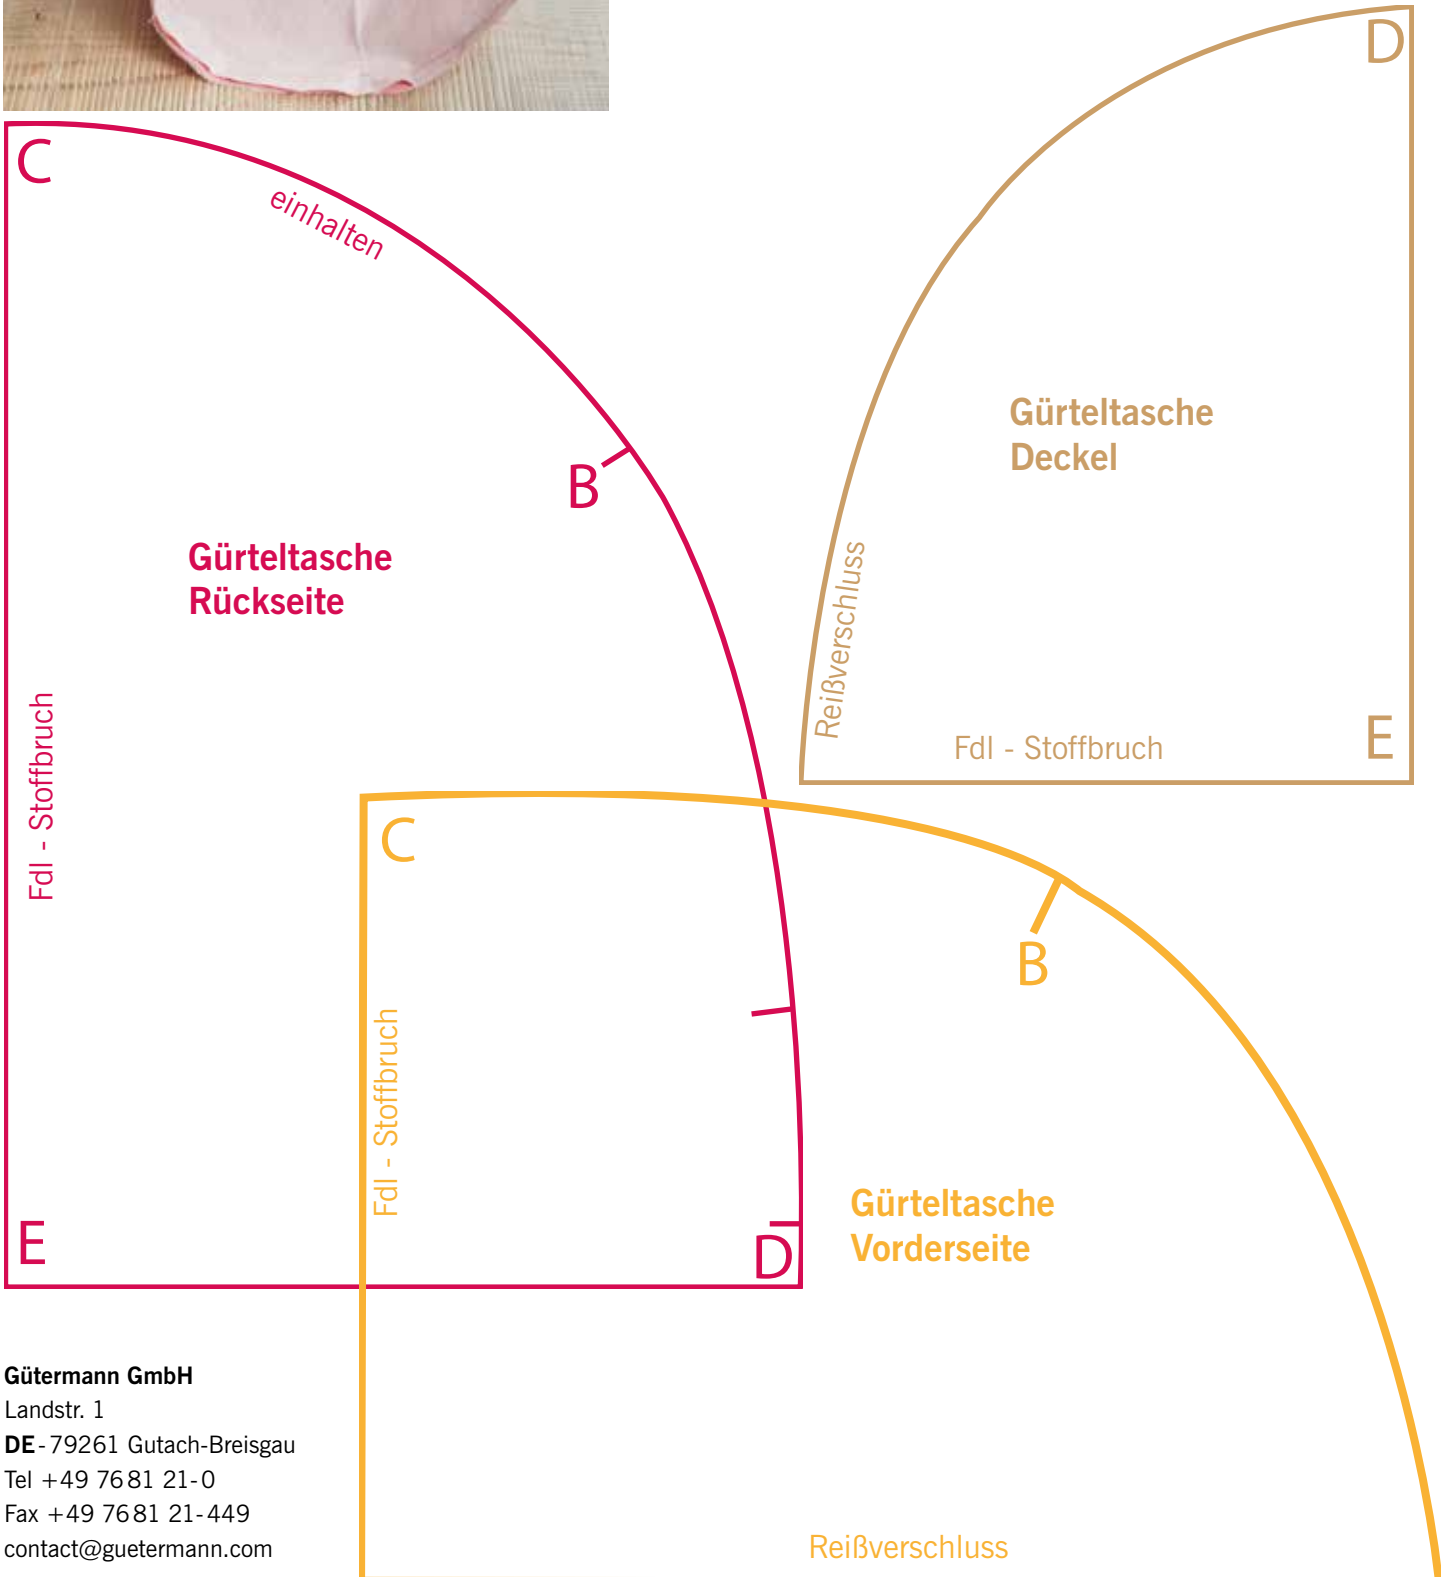 D
C
einhalten
Gürteltasche
Deckel
B
Gürteltasche
Rückseite
Reißverschluss
Fdl - Stoffbruch
E
Fdl - Stoffbruch
C
B
Fdl - Stoffbruch
Gürteltasche
Vorderseite
E
D
Gütermann GmbH
Landstr. 1
DE-79261 Gutach-Breisgau
Tel +49 7681 21-0
Fax +49 7681 21-449
contact@guetermann.com
Reißverschluss